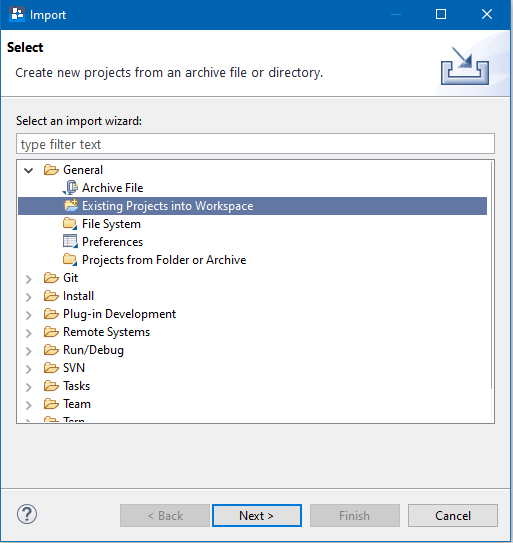 Import
Select
Create new projects from an archive file or directory.
Select an import wizard:
type filter text
General
Archive File
Existing Projects into Workspace
File System
Preferences
Projects from Folder or Archive
Git
Install
Plug-in Development
Remote Systems
Run/Debug
SVN
Tasks
Team
< Back
Next >
Finish
Cancel